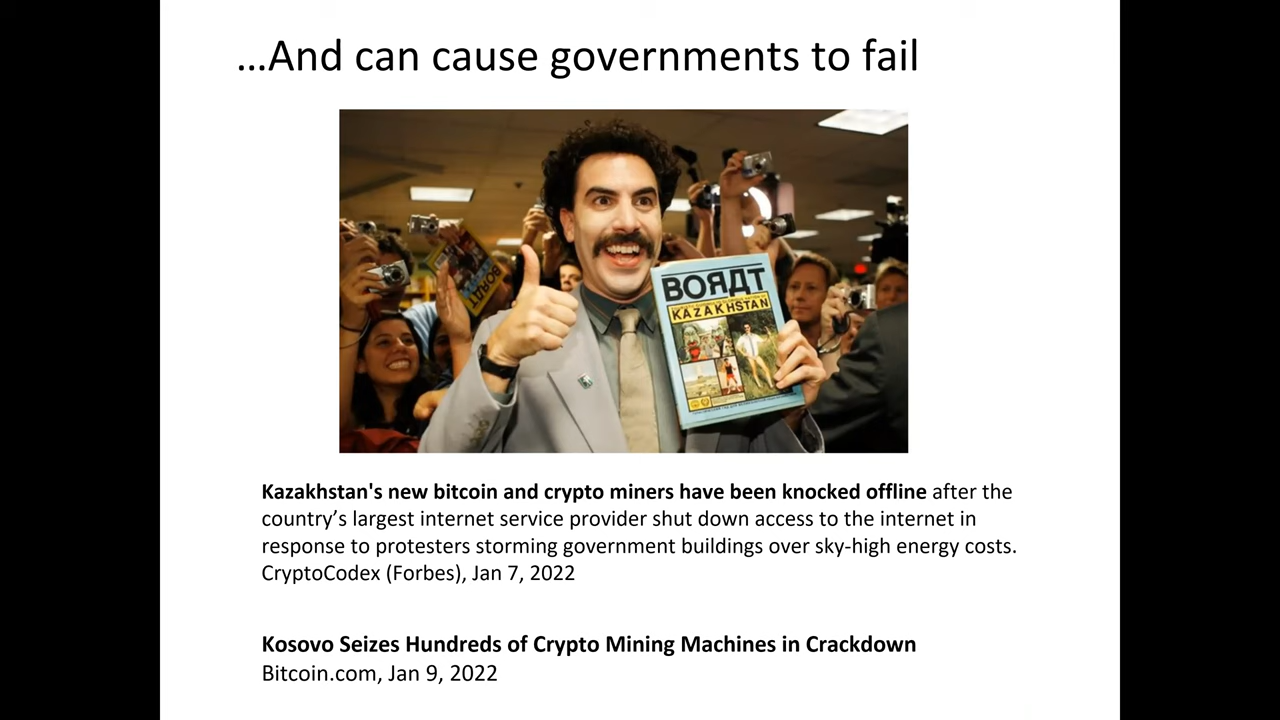 …And can cause governments to fail
BORAT
BOЯAT
KAZAKHSTAN
Kazakhstan's new bitcoin and crypto miners have been knocked offline after the
country’s largest internet service provider shut down access to the internet in
response to protesters storming government buildings over sky-high energy costs.
CryptoCodex (Forbes), Jan 7, 2022
Kosovo Seizes Hundreds of Crypto Mining Machines in Crackdown
Bitcoin.com, Jan 9, 2022